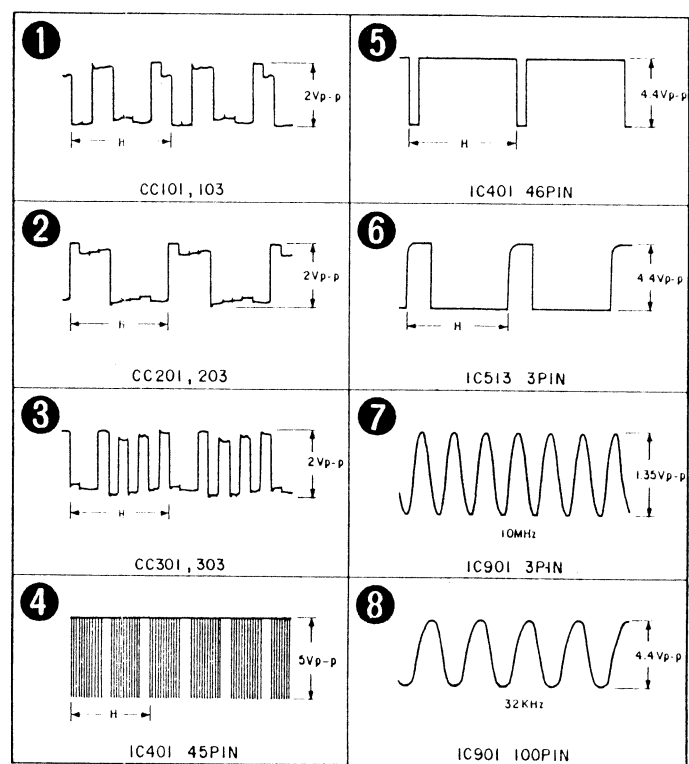 1
2Vp-p
H
CC101, 103
2
2Vp-p
h
CC201, 203
3
2Vp-p
H
CC301, 303
4
5Vp-p
H
IC401 45PIN
5
4.4Vp-p
H
IC401 46PIN
6
4.4Vp-p
H
IC513 3PIN
7
1.35Vp-p
10MHz
IC901 3PIN
8
4.4Vp-p
32KHz
IC901 100PIN